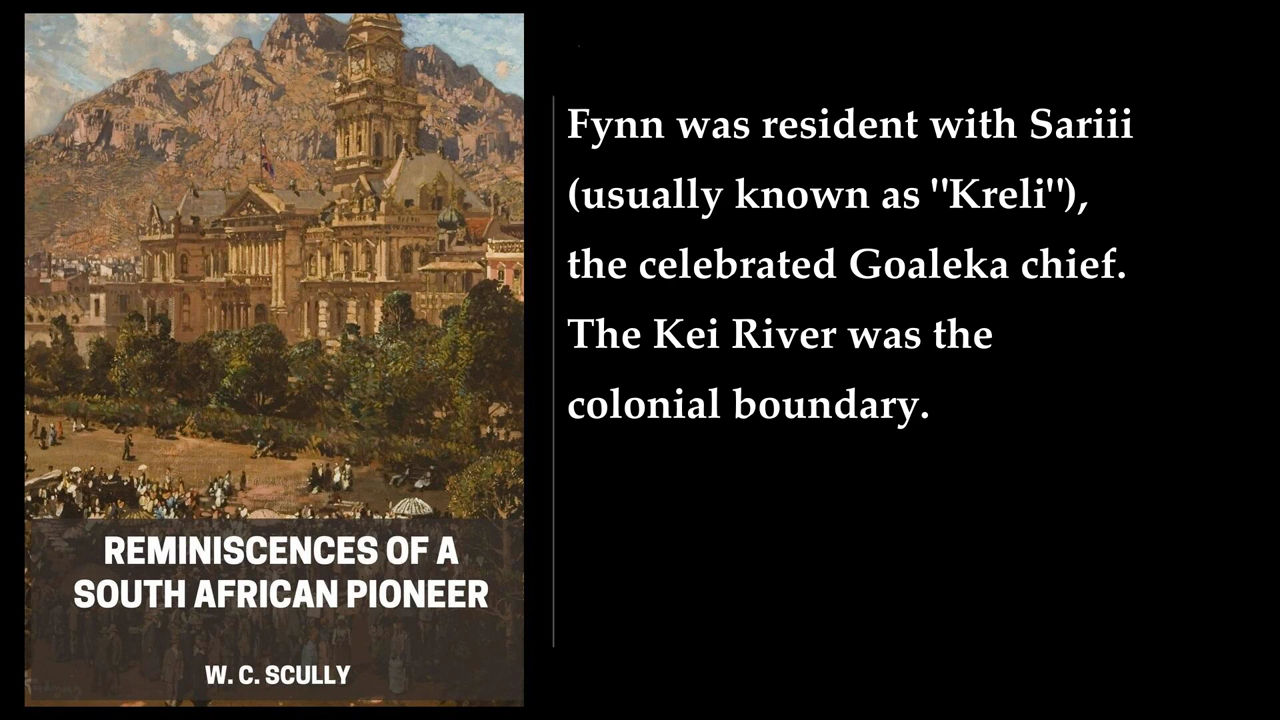 REMINISCENCES OF A
SOUTH AFRICAN PIONEER
W. C. SCULLY
Fynn was resident with Sariii
(usually known as "Kreli"),
the celebrated Goaleka chief.
The Kei River was the
colonial boundary.